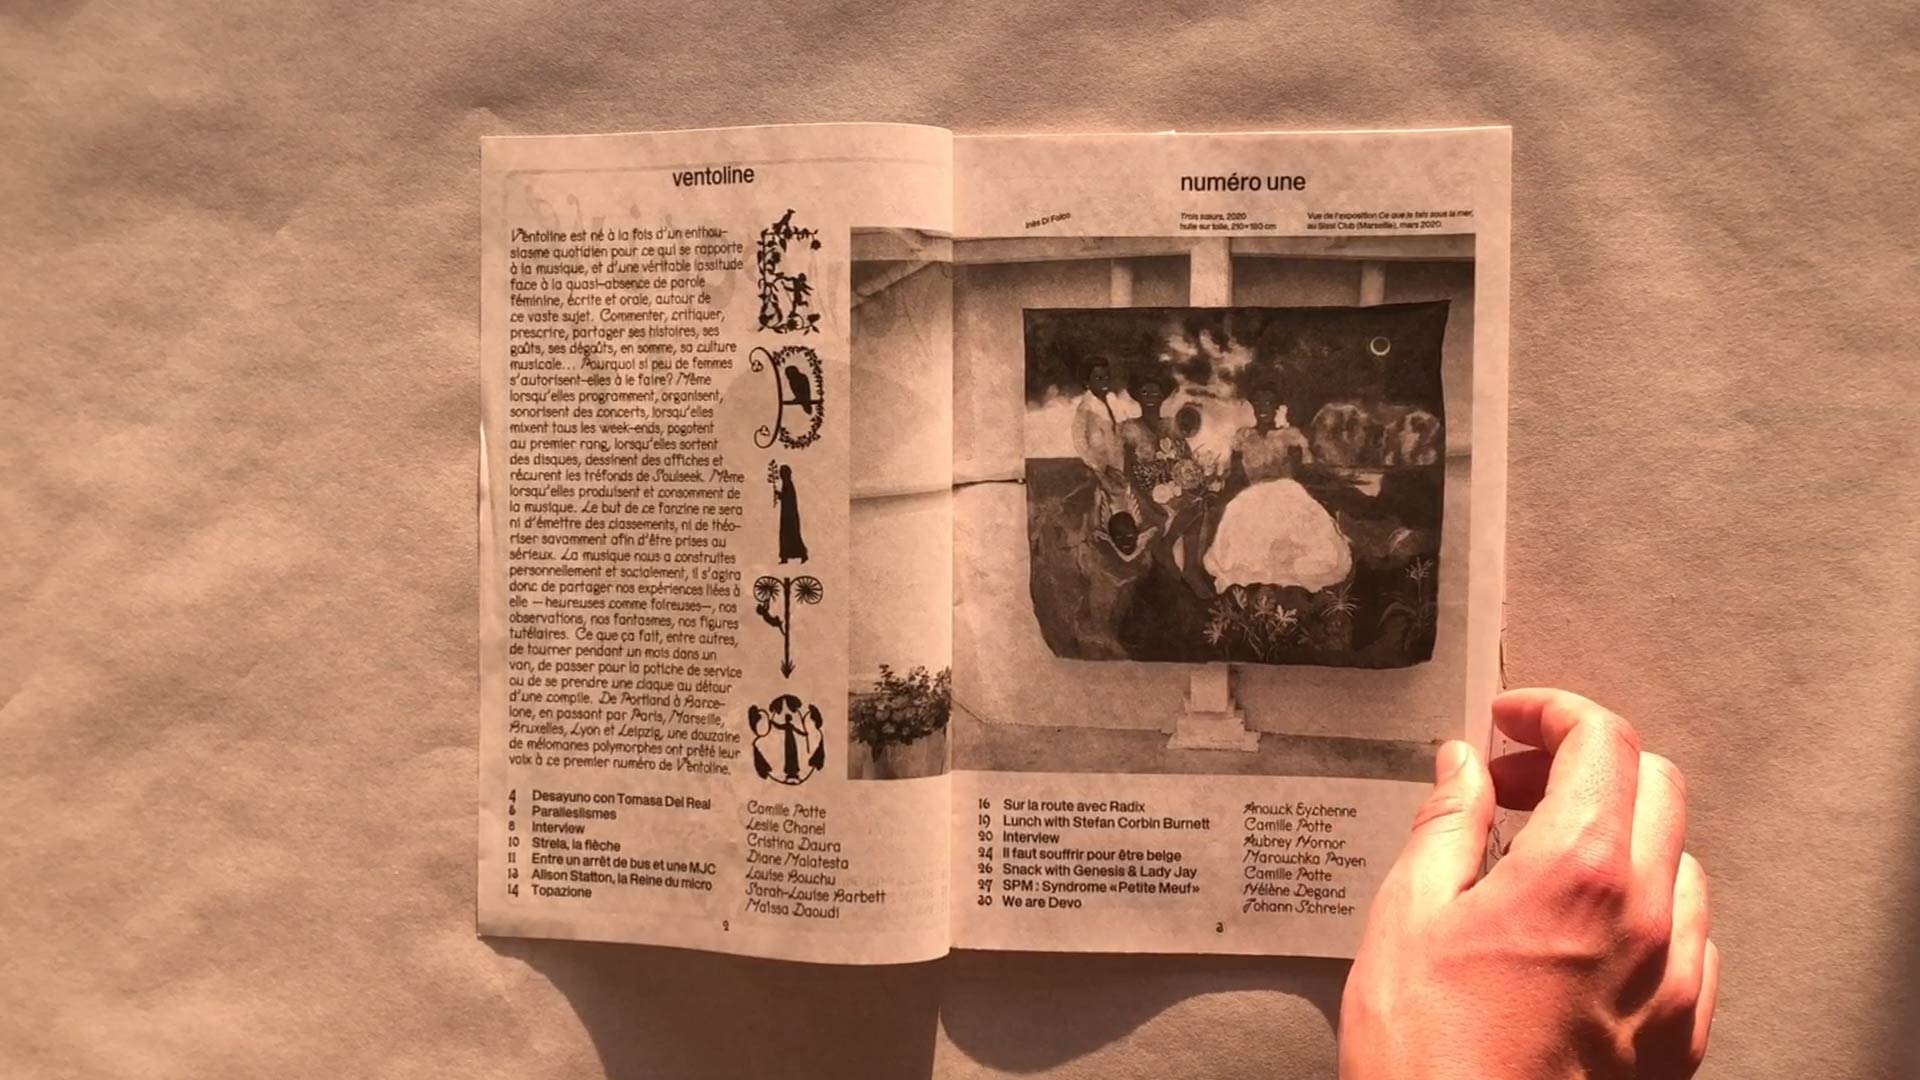 ventoline
Ventoline est né à la fois d'un enthou-
siasme quotidien pour ce qui se rapporte
à la musique, et d'une véritable lassitude
face à la quasi-absence de parole
féminine, écrite et orale, autour de
ce vaste sujet. Commenter, critiquer,
prescrire, partager ses histoires, ses
goûts, ses dégoûts, en somme, sa culture
musicale... Pourquoi si peu de femmes
s'autorisent-elles à le faire? Même
lorsqu'elles programment, organisent,
sonorisent des concerts, lorsqu'elles
mixent tous les week-ends, pogotent
au premier rang, lorsqu'elles sortent
des disques, dessinent des affiches et
récurent les tréfonds de Soulseek. Même
lorsqu'elles produisent et consomment de
la musique. Le but de ce fanzine ne sera
ni d'émettre des classements, ni de théo-
riser savamment afin d'être prises au
sérieux. La musique nous a construites
personnellement et socialement, il s'agira
donc de partager nos expériences liées à
elle — heureuses comme foireuses—, nos
observations, nos fantasmes, nos figures
tutélaires. Ce que ça fait, entre autres,
de tourner pendant un mois dans un
van, de passer pour la potiche de service
ou de se prendre une claque au détour
d'une compile. De Portland à Barce-
lone, en passant par Paris, Marseille,
Bruxelles, Lyon et Leipzig, une douzaine
de mélomanes polymorphes ont prêté leur
voix à ce premier numéro de Ventoline.
E
D
I
T
O
4 Desayuno con Tomasa Del Real Camille Potte
6 Paralleslismes Leslie Chanel
8 Interview Cristina Daura
10 Strela, la flèche Diane Malatesta
11 Entre un arrêt de bus et une MJC Louise Bouchu
13 Alison Statton, la Reine du micro Sarah-Louise Barbett
14 Topazione Maïssa Daoudi
2
numéro une
Inès Di Folco
Trois sœurs, 2020
huile sur toile, 210×180 cm
Vue de l'exposition Ce que je fais sous la mer,
au Sissi Club (Marseille), mars 2020.
16 Sur la route avec Radix Anouck Eychenne
19 Lunch with Stefan Corbin Burnett Camille Potte
20 Interview Aubrey Hornor
24 Il faut souffrir pour être belge Marouchka Payen
26 Snack with Genesis & Lady Jay Camille Potte
27 SPM : Syndrome «Petite Meuf» Hélène Degand
30 We are Devo Johann Schreier
3